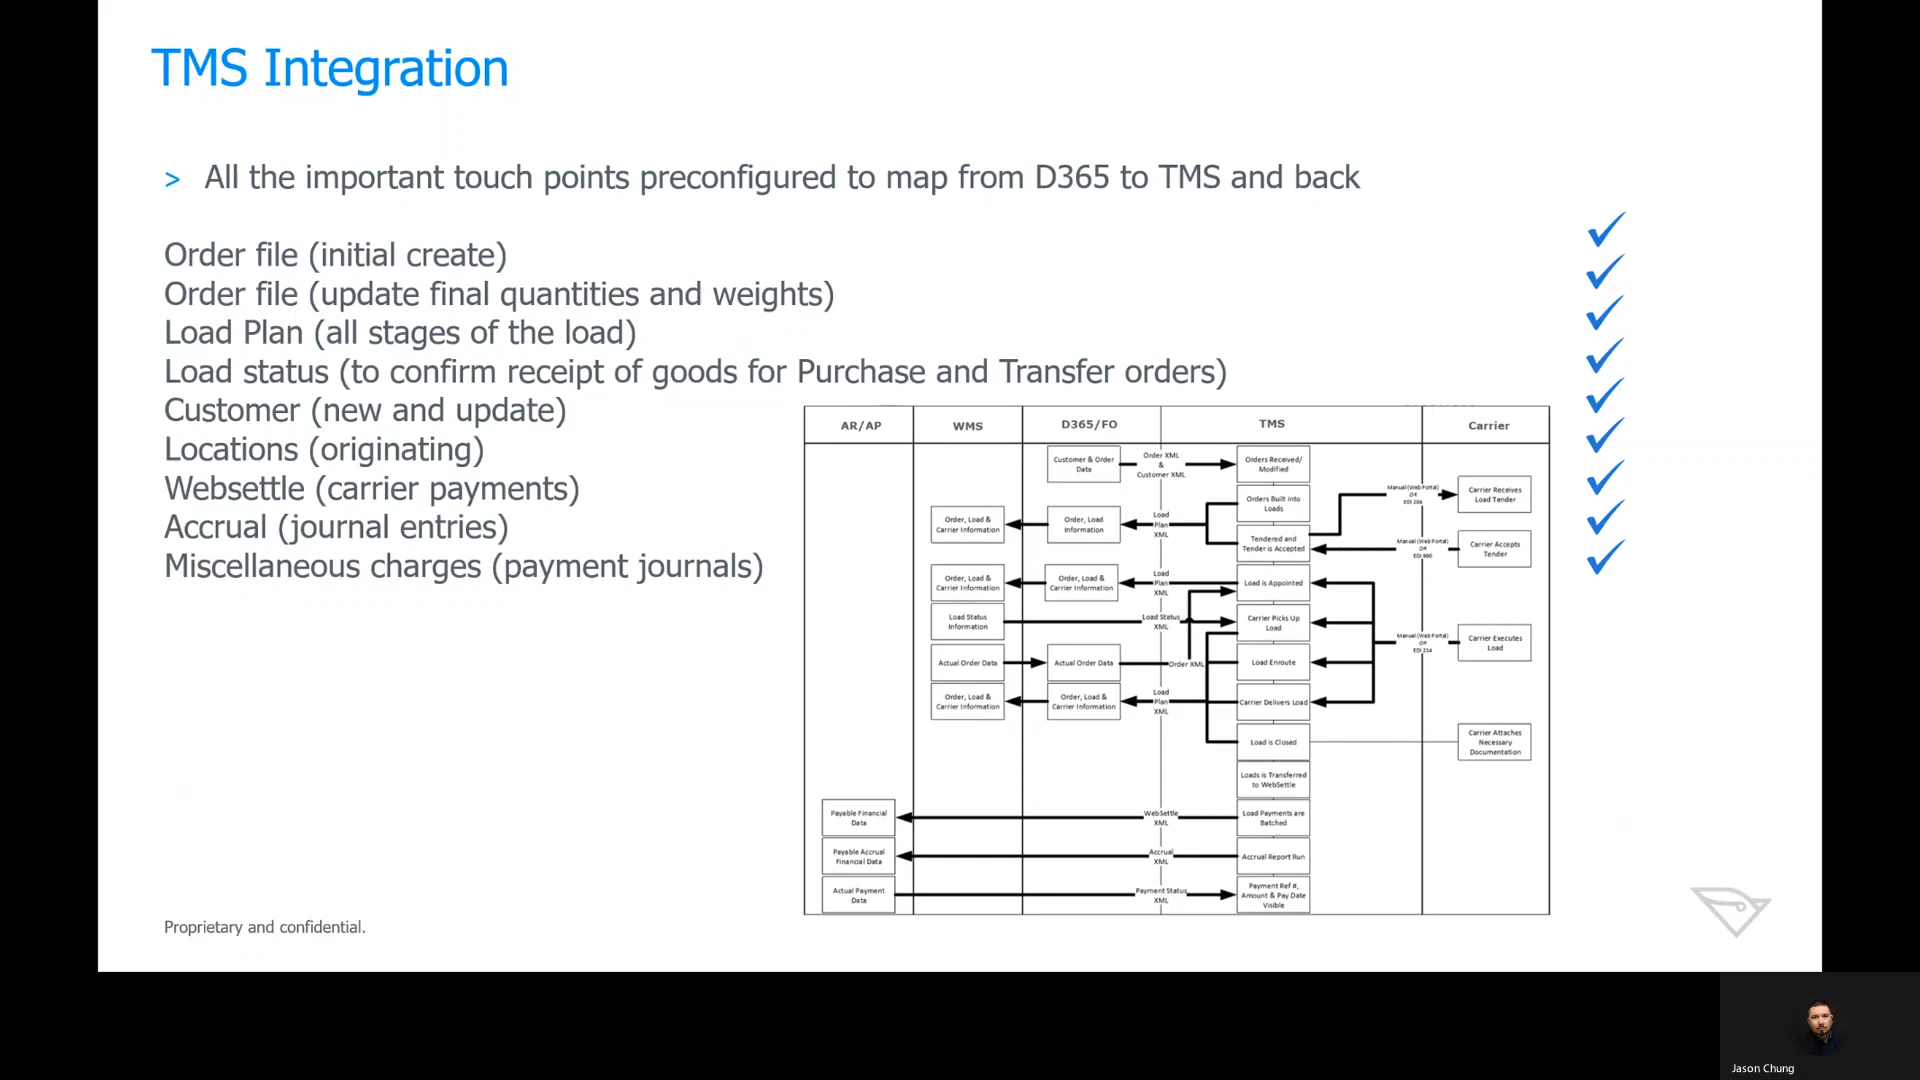 TMS Integration
> All the important touch points preconfigured to map from D365 to TMS and back
Order file (initial create)
Order file (update final quantities and weights)
Load Plan (all stages of the load)
Load status (to confirm receipt of goods for Purchase and Transfer orders)
Customer (new and update)
Locations (originating)
Websettle (carrier payments)
Accrual (journal entries)
Miscellaneous charges (payment journals)
AR/AP
WMS
D365/FO
TMS
Carrier
Customer & Order
Data
Order XML
&
Customer XML
Orders Received/
Modified
Orders Built into
Loads
Manual (Web Portal)
OR
EDI 204
Carrier Receives
Load Tender
Order, Load &
Carrier Information
Order, Load
Information
Load
Plan
XML
Tendered and
Tender is Accepted
Manual (Web Portal)
OR
EDI 990
Carrier Accepts
Tender
Order, Load &
Carrier Information
Order, Load &
Carrier Information
Load
Plan
XML
Load is Appointed
Load Status
Information
Load Status
XML
Carrier Picks Up
Load
Manual (Web Portal)
OR
EDI 214
Carrier Executes
Load
Actual Order Data
Actual Order Data
Order XML
Load Enroute
Order, Load &
Carrier Information
Order, Load &
Carrier Information
Load
Plan
XML
Carrier Delivers Load
Load is Closed
Carrier Attaches
Necessary
Documentation
Loads is Transferred
to WebSettle
Payable Financial
Data
WebSettle
XML
Load Payments are
Batched
Payable Accrual
Financial Data
Accrual
XML
Accrual Report Run
Actual Payment
Data
Payment Status
XML
Payment Ref #,
Amount & Pay Date
Visible
Proprietary and confidential.
Jason Chung